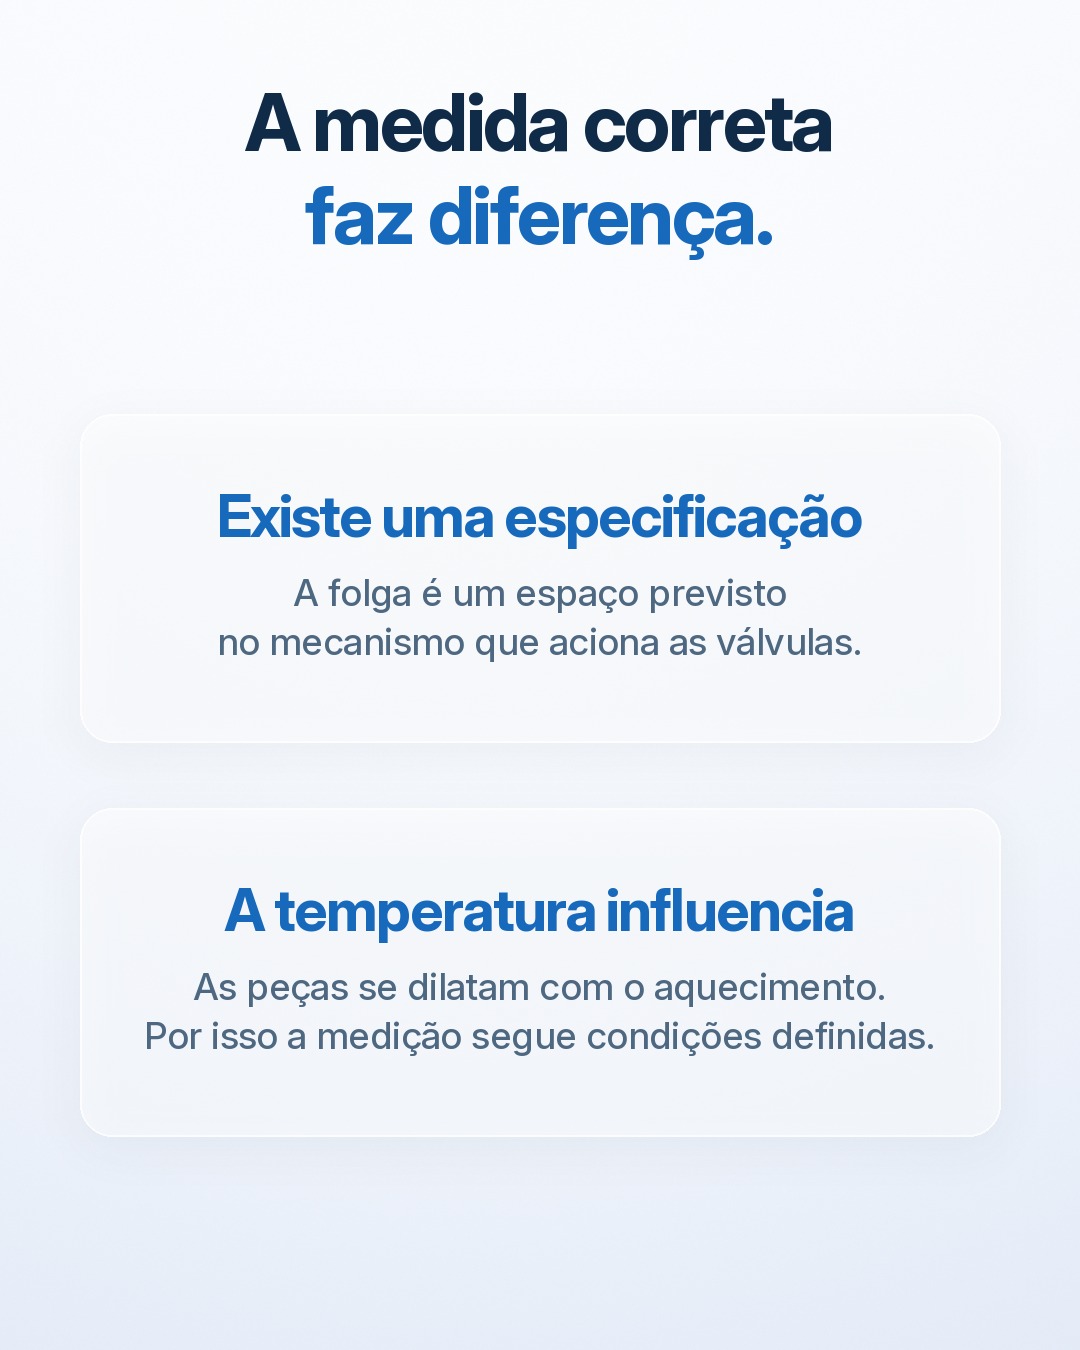 A medida correta
faz diferença.
Existe uma especificação
A folga é um espaço previsto
no mecanismo que aciona as válvulas.
A temperatura influencia
As peças se dilatam com o aquecimento.
Por isso a medição segue condições definidas.